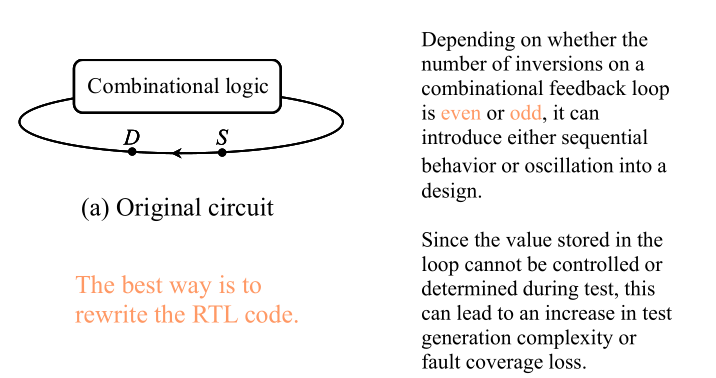 Combinational logic
D
S
(a) Original circuit
The best way is to
rewrite the RTL code.
Depending on whether the
number of inversions on a
combinational feedback loop
is even or odd, it can
introduce either sequential
behavior or oscillation into a
design.
Since the value stored in the
loop cannot be controlled or
determined during test, this
can lead to an increase in test
generation complexity or
fault coverage loss.